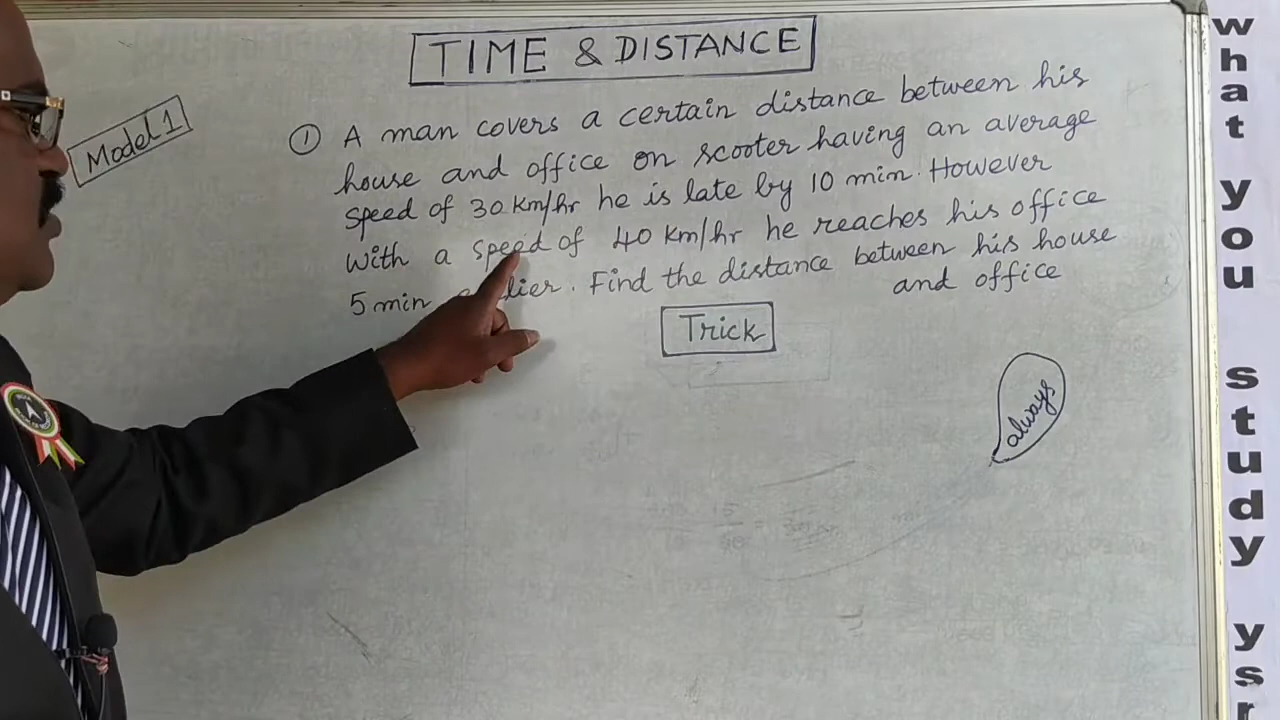 TIME & DISTANCE
Model 1
① A man covers a certain distance between his
house and office on scooter having an average
speed of 30 km/hr he is late by 10 min. However
with a speed of 40 km/hr he reaches his office
5 min lier. Find the distance between his house
and office
Trick
always
what you study ysr